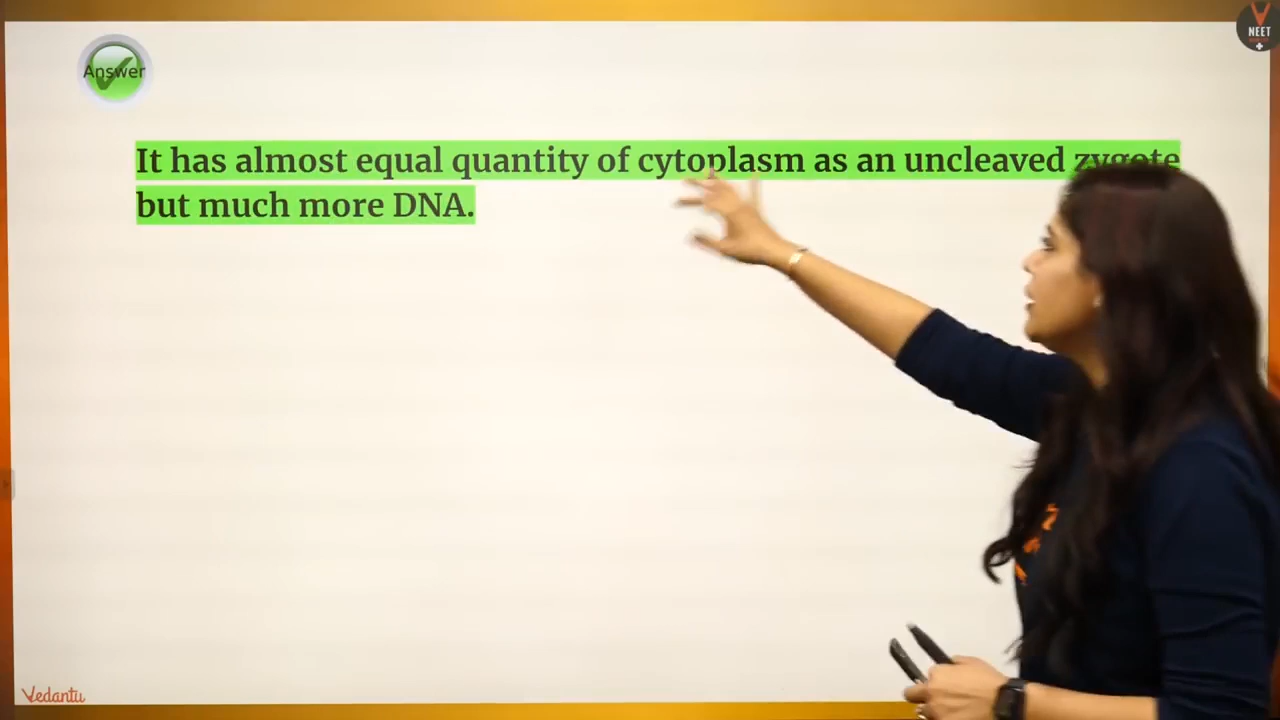 NEET
Answer
It has almost equal quantity of cytoplasm as an uncleaved zygote
but much more DNA.
Vedantu